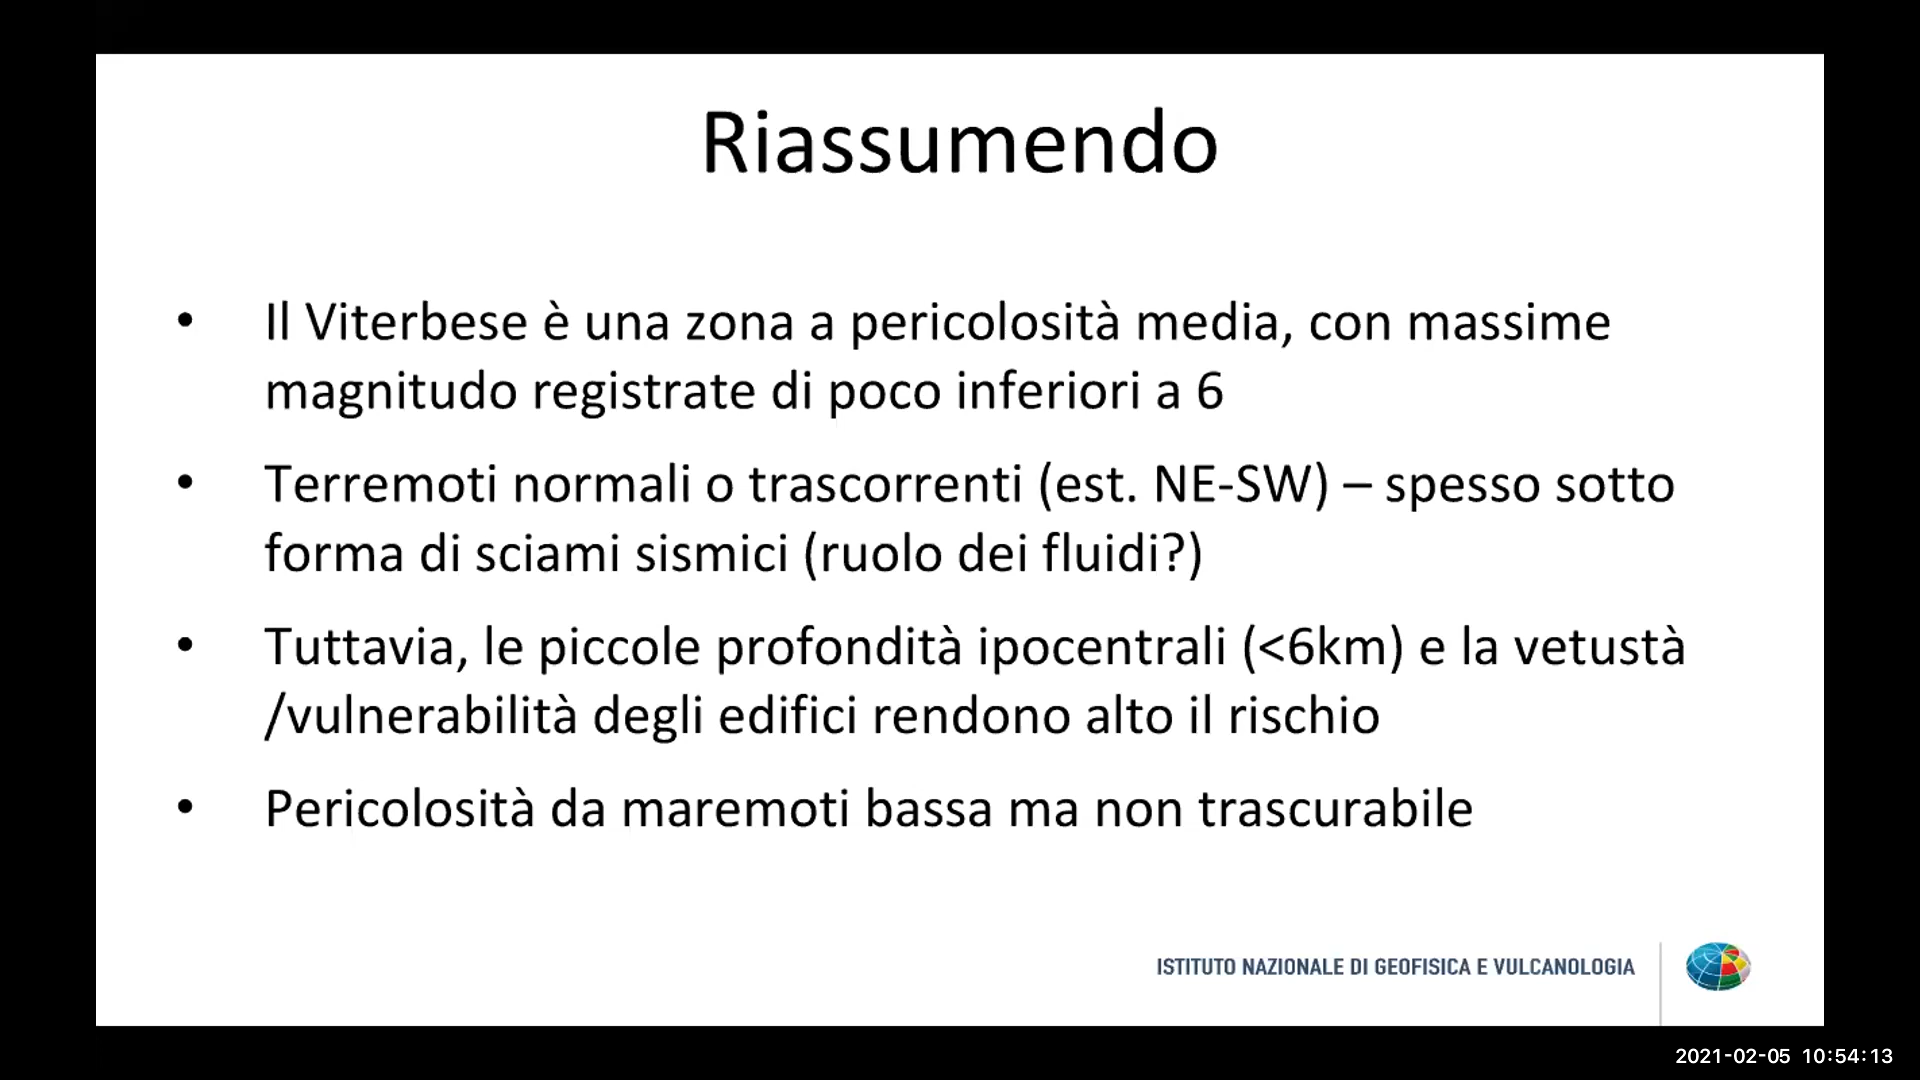 Riassumendo
• Il Viterbese è una zona a pericolosità media, con massime
magnitudo registrate di poco inferiori a 6
• Terremoti normali o trascorrenti (est. NE-SW) – spesso sotto
forma di sciami sismici (ruolo dei fluidi?)
• Tuttavia, le piccole profondità ipocentrali (<6km) e la vetustà
/vulnerabilità degli edifici rendono alto il rischio
• Pericolosità da maremoti bassa ma non trascurabile
ISTITUTO NAZIONALE DI GEOFISICA E VULCANOLOGIA
2021-02-05 10:54:13